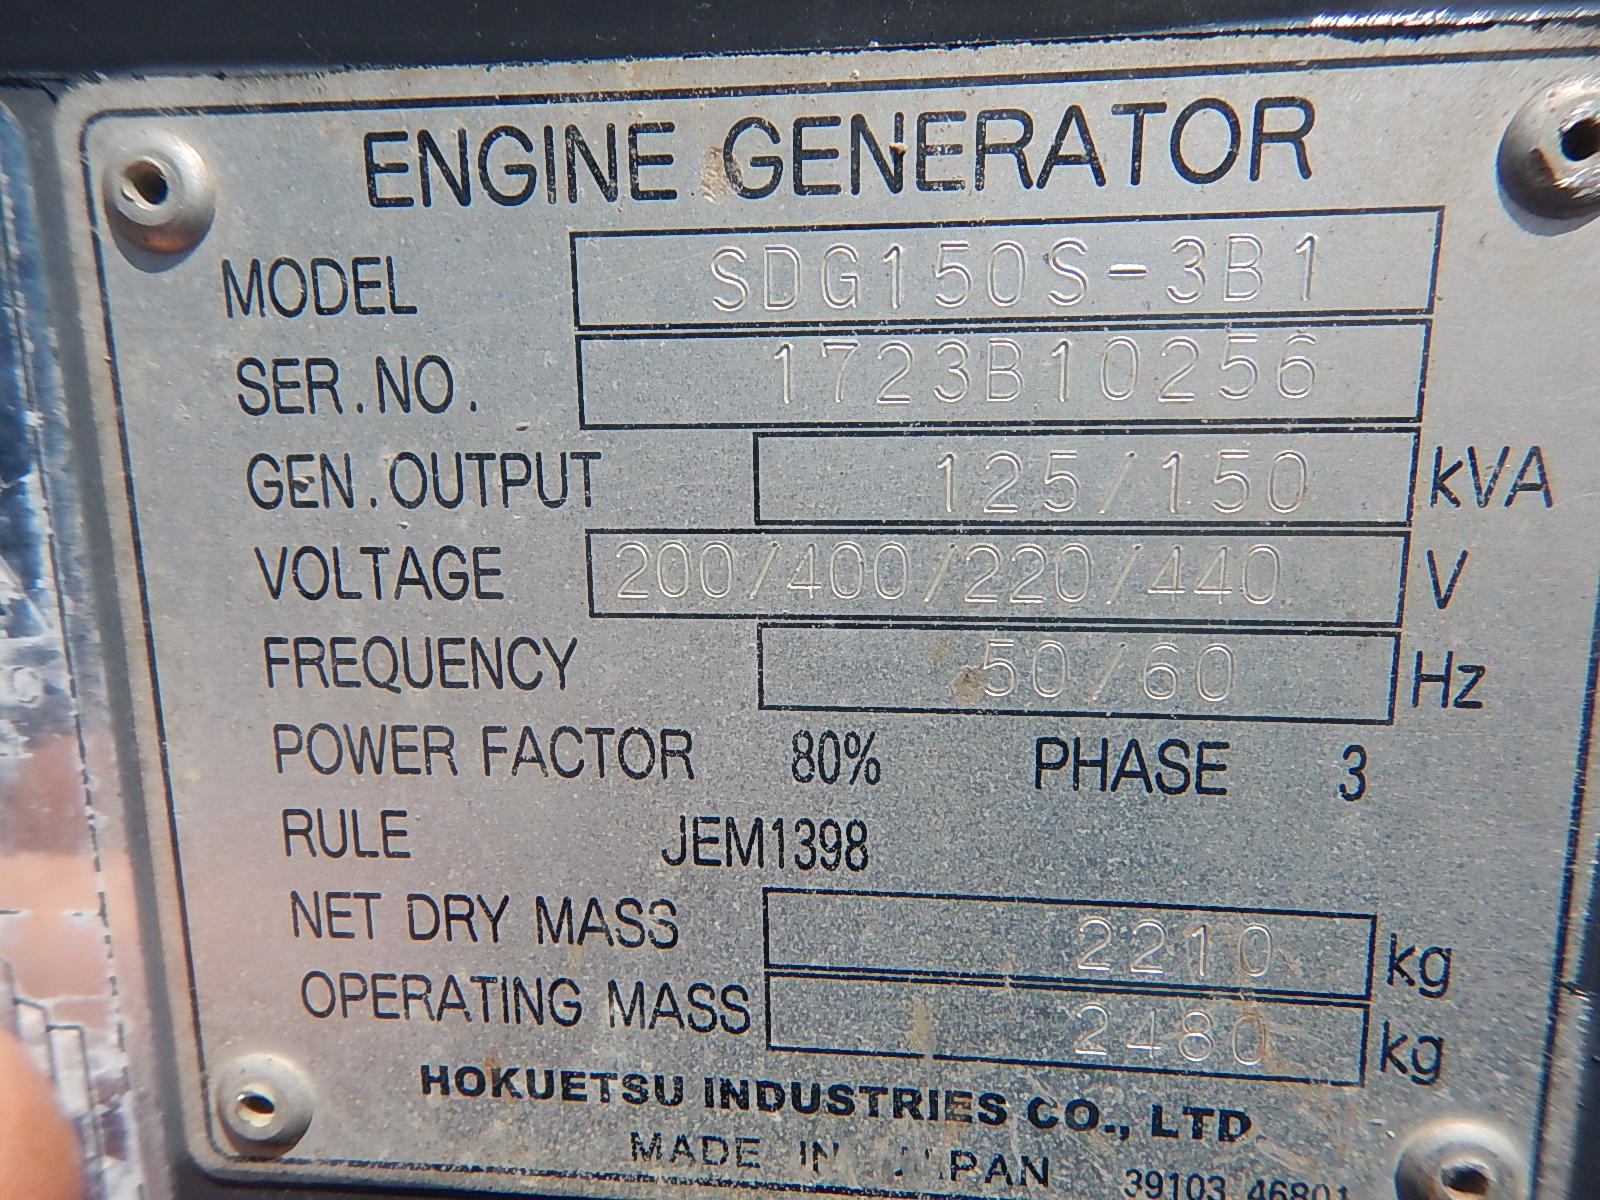 ENGINE GENERATOR
MODEL SDG150S-3B1
SER.NO. 1723B10256
GEN.OUTPUT 125/150 kVA
VOLTAGE 200/400/220/440 V
FREQUENCY 50/60 Hz
POWER FACTOR 80% PHASE 3
RULE JEM1398
NET DRY MASS 2210 kg
OPERATING MASS 2480 kg
HOKUETSU INDUSTRIES CO., LTD.
MADE IN JAPAN 39103 46801